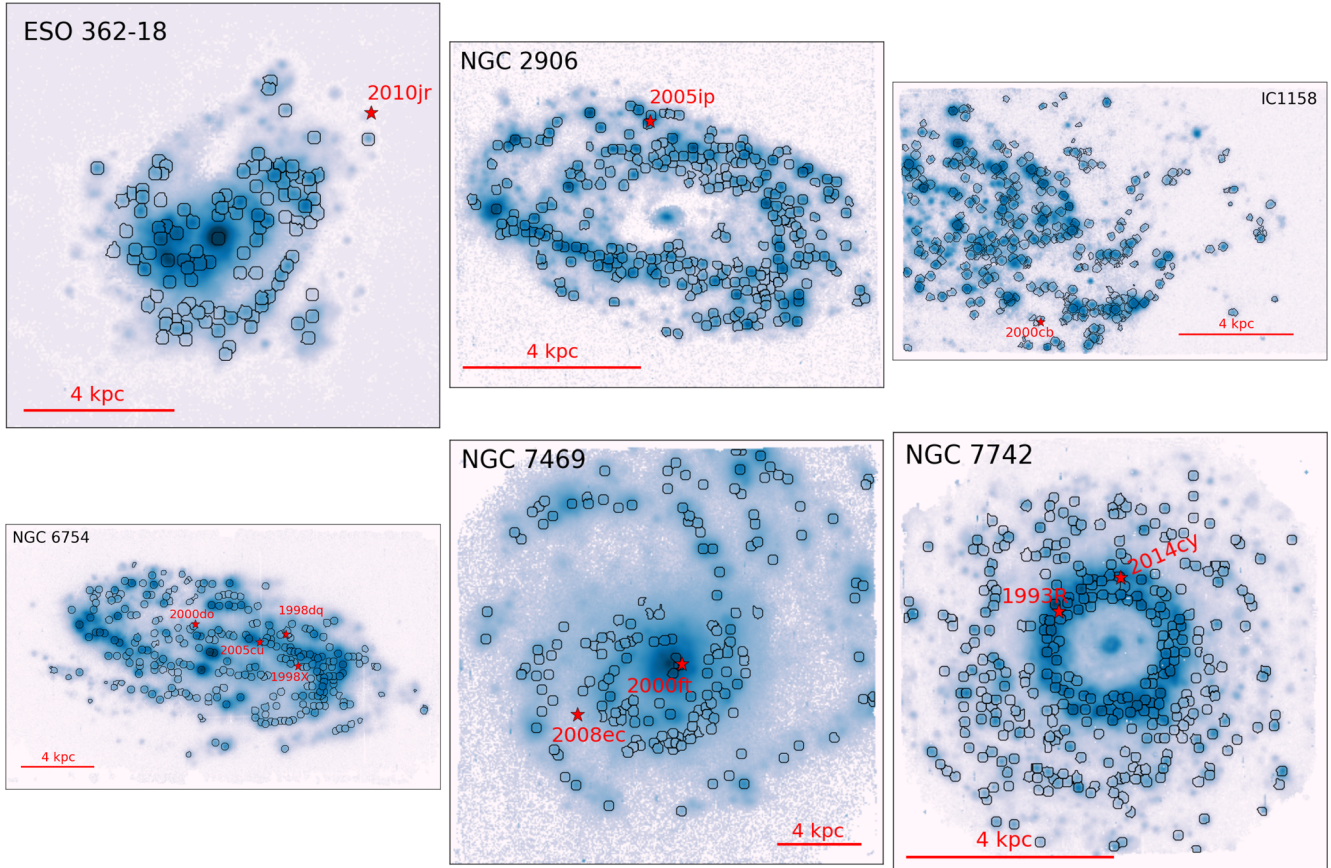 ESO 362-18
2010jr
4 kpc
NGC 2906
2005ip
4 kpc
IC1158
2000cb
4 kpc
NGC 6754
2000do
1998dq
2005cu
1998X
4 kpc
NGC 7469
2000ft
2008ec
4 kpc
NGC 7742
2014cy
1993R
4 kpc